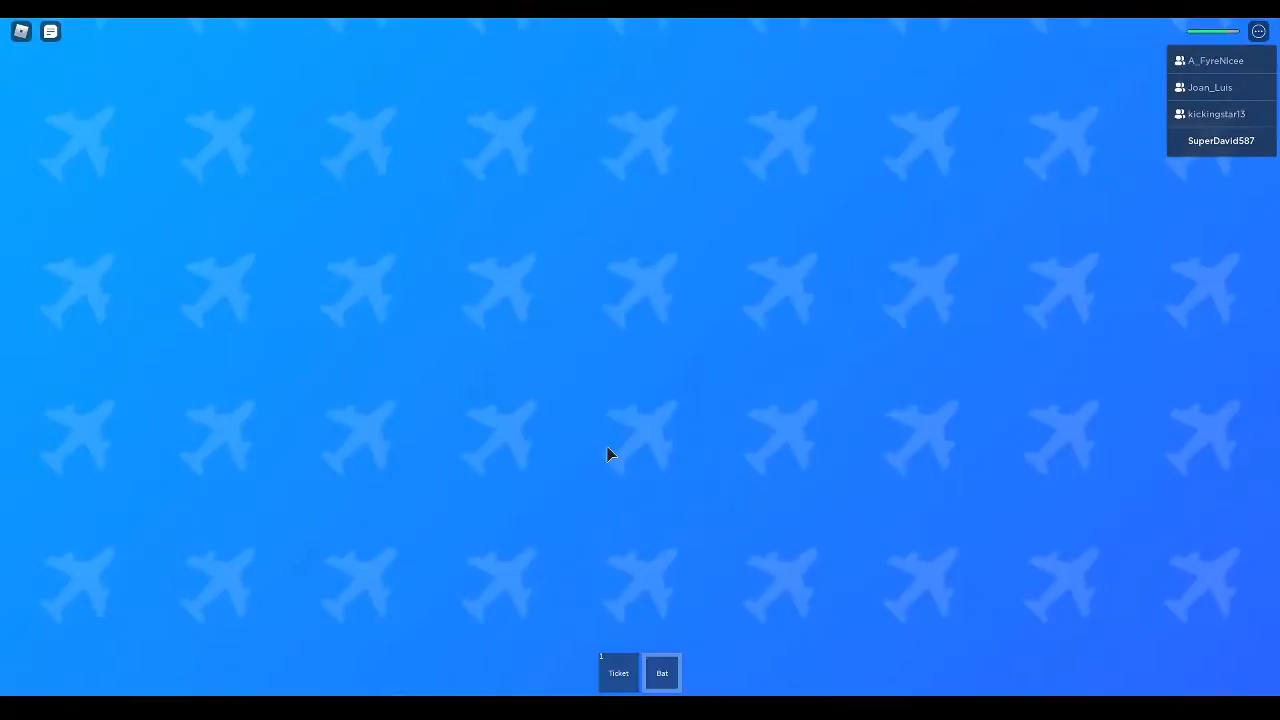 A_FyreNIcee
Joan_Luis
kickingstar13
SuperDavid587
1
Ticket
Bat